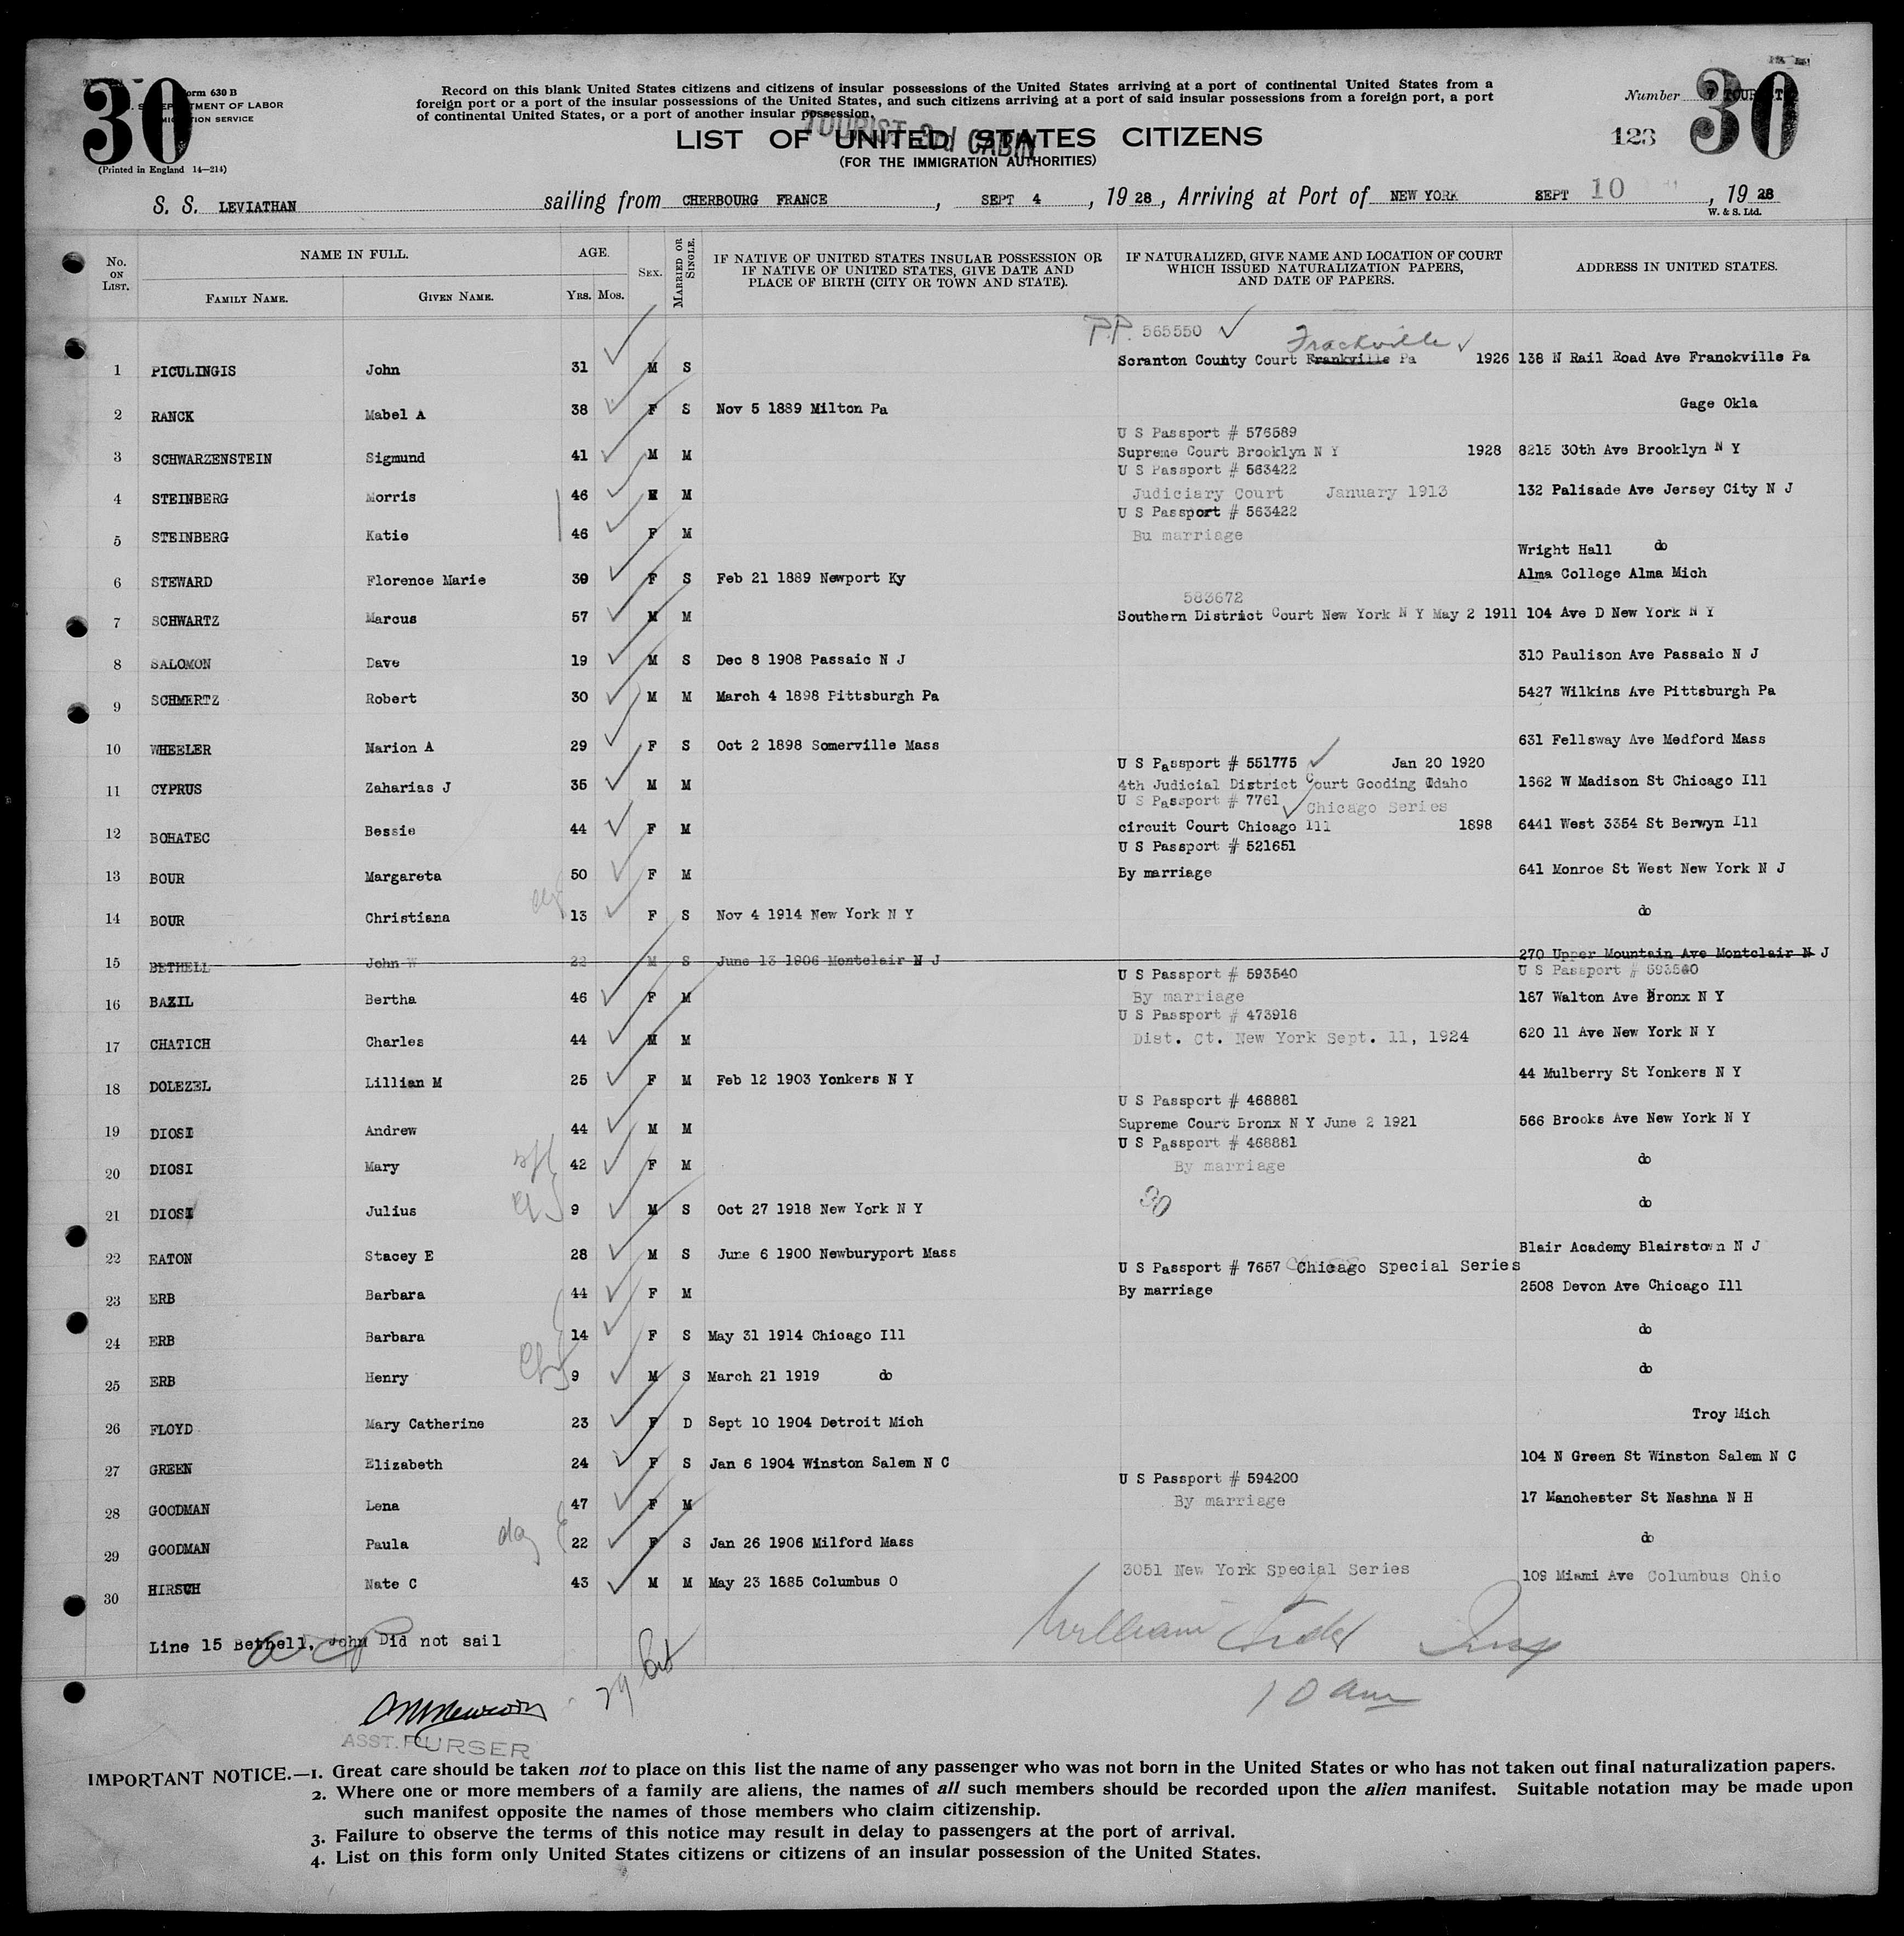 30
Form 630 B
U. S. DEPARTMENT OF LABOR
IMMIGRATION SERVICE
(Printed in England 14—214)
Record on this blank United States citizens and citizens of insular possessions of the United States arriving at a port of continental United States from a
foreign port or a port of the insular possessions of the United States, and such citizens arriving at a port of said insular possessions from a foreign port, a port
of continental United States, or a port of another insular possession.
TOURIST 3rd CABIN
LIST OF UNITED STATES CITIZENS
(FOR THE IMMIGRATION AUTHORITIES)
Number 7 TOURIST
123
30
S. S. LEVIATHAN sailing from CHERBOURG FRANCE, SEPT 4, 1928, Arriving at Port of NEW YORK SEPT 10, 1928
W. & S. Ltd.
No. ON LIST. NAME IN FULL. FAMILY NAME. GIVEN NAME. AGE. YRS. MOS. SEX. MARRIED OR SINGLE.
IF NATIVE OF UNITED STATES INSULAR POSSESSION OR
IF NATIVE OF UNITED STATES, GIVE DATE AND
PLACE OF BIRTH (CITY OR TOWN AND STATE).
IF NATURALIZED, GIVE NAME AND LOCATION OF COURT
WHICH ISSUED NATURALIZATION PAPERS,
AND DATE OF PAPERS.
ADDRESS IN UNITED STATES.
P.P. 565550
Frackville
1 PICULINGIS John 31 M S Scranton County Court Frankville Pa 1926 138 N Rail Road Ave Franckville Pa
2 RANCK Mabel A 38 F S Nov 5 1889 Milton Pa Gage Okla
U S Passport # 576589
3 SCHWARZENSTEIN Sigmund 41 M M Supreme Court Brooklyn N Y 1928 8215 30th Ave Brooklyn N Y
U S Passport # 563422
4 STEINBERG Morris 46 M M Judiciary Court January 1913 132 Palisade Ave Jersey City N J
U S Passport # 563422
5 STEINBERG Katie 46 F M Bu marriage do
Wright Hall
6 STEWARD Florence Marie 39 F S Feb 21 1889 Newport Ky Alma College Alma Mich
583672
7 SCHWARTZ Marcus 57 M M Southern District Court New York N Y May 2 1911 104 Ave D New York N Y
8 SALOMON Dave 19 M S Dec 8 1908 Passaic N J 310 Paulison Ave Passaic N J
9 SCHMERTZ Robert 30 M M March 4 1898 Pittsburgh Pa 5427 Wilkins Ave Pittsburgh Pa
10 WHEELER Marion A 29 F S Oct 2 1898 Somerville Mass 631 Fellsway Ave Medford Mass
U S Passport # 551775 Jan 20 1920
11 CYPRUS Zaharias J 35 M M 4th Judicial District Court Gooding Idaho 1362 W Madison St Chicago Ill
U S Passport # 7761 Chicago Series
12 BOHATEC Bessie 44 F M circuit Court Chicago Ill 1898 6441 West 3354 St Berwyn Ill
U S Passport # 521651
13 BOUR Margareta 50 F M By marriage 641 Monroe St West New York N J
14 BOUR Christiana 13 F S Nov 4 1914 New York N Y do
15 BETHELL John W 22 M S June 13 1906 Montclair N J 270 Upper Mountain Ave Montclair N J
U S Passport # 593540 U S Passport # 593540
16 BAZIL Bertha 46 F M By marriage 187 Walton Ave Bronx N Y
U S Passport # 473918
17 CHATICH Charles 44 M M Dist. Ct. New York Sept. 11, 1924 620 11 Ave New York N Y
18 DOLEZEL Lillian M 25 F M Feb 12 1903 Yonkers N Y 44 Mulberry St Yonkers N Y
U S Passport # 468881
19 DIOSI Andrew 44 M M Supreme Court Bronx N Y June 2 1921 566 Brooks Ave New York N Y
U S Passport # 468881
20 DIOSI Mary 42 F M By marriage do
21 DIOSI Julius 9 M S Oct 27 1918 New York N Y 30 do
22 EATON Stacey E 28 M S June 6 1900 Newburyport Mass Blair Academy Blairstown N J
U S Passport # 7657 Chicago Special Series
23 ERB Barbara 44 F M By marriage 2508 Devon Ave Chicago Ill
24 ERB Barbara 14 F S May 31 1914 Chicago Ill do
25 ERB Henry 9 M S March 21 1919 do do
26 FLOYD Mary Catherine 23 F D Sept 10 1904 Detroit Mich Troy Mich
27 GREEN Elizabeth 24 F S Jan 6 1904 Winston Salem N C 104 N Green St Winston Salem N C
U S Passport # 594200
28 GOODMAN Lena 47 F M By marriage 17 Manchester St Nashna N H
29 GOODMAN Paula 22 F S Jan 26 1906 Milford Mass do
30 HIRSCH Nate C 43 M M May 23 1885 Columbus O 3051 New York Special Series 109 Miami Ave Columbus Ohio
Line 15 Bethell, John Did not sail
William
10 am
ASST. PURSER
IMPORTANT NOTICE.—1. Great care should be taken not to place on this list the name of any passenger who was not born in the United States or who has not taken out final naturalization papers.
2. Where one or more members of a family are aliens, the names of all such members should be recorded upon the alien manifest. Suitable notation may be made upon
such manifest opposite the names of those members who claim citizenship.
3. Failure to observe the terms of this notice may result in delay to passengers at the port of arrival.
4. List on this form only United States citizens or citizens of an insular possession of the United States.